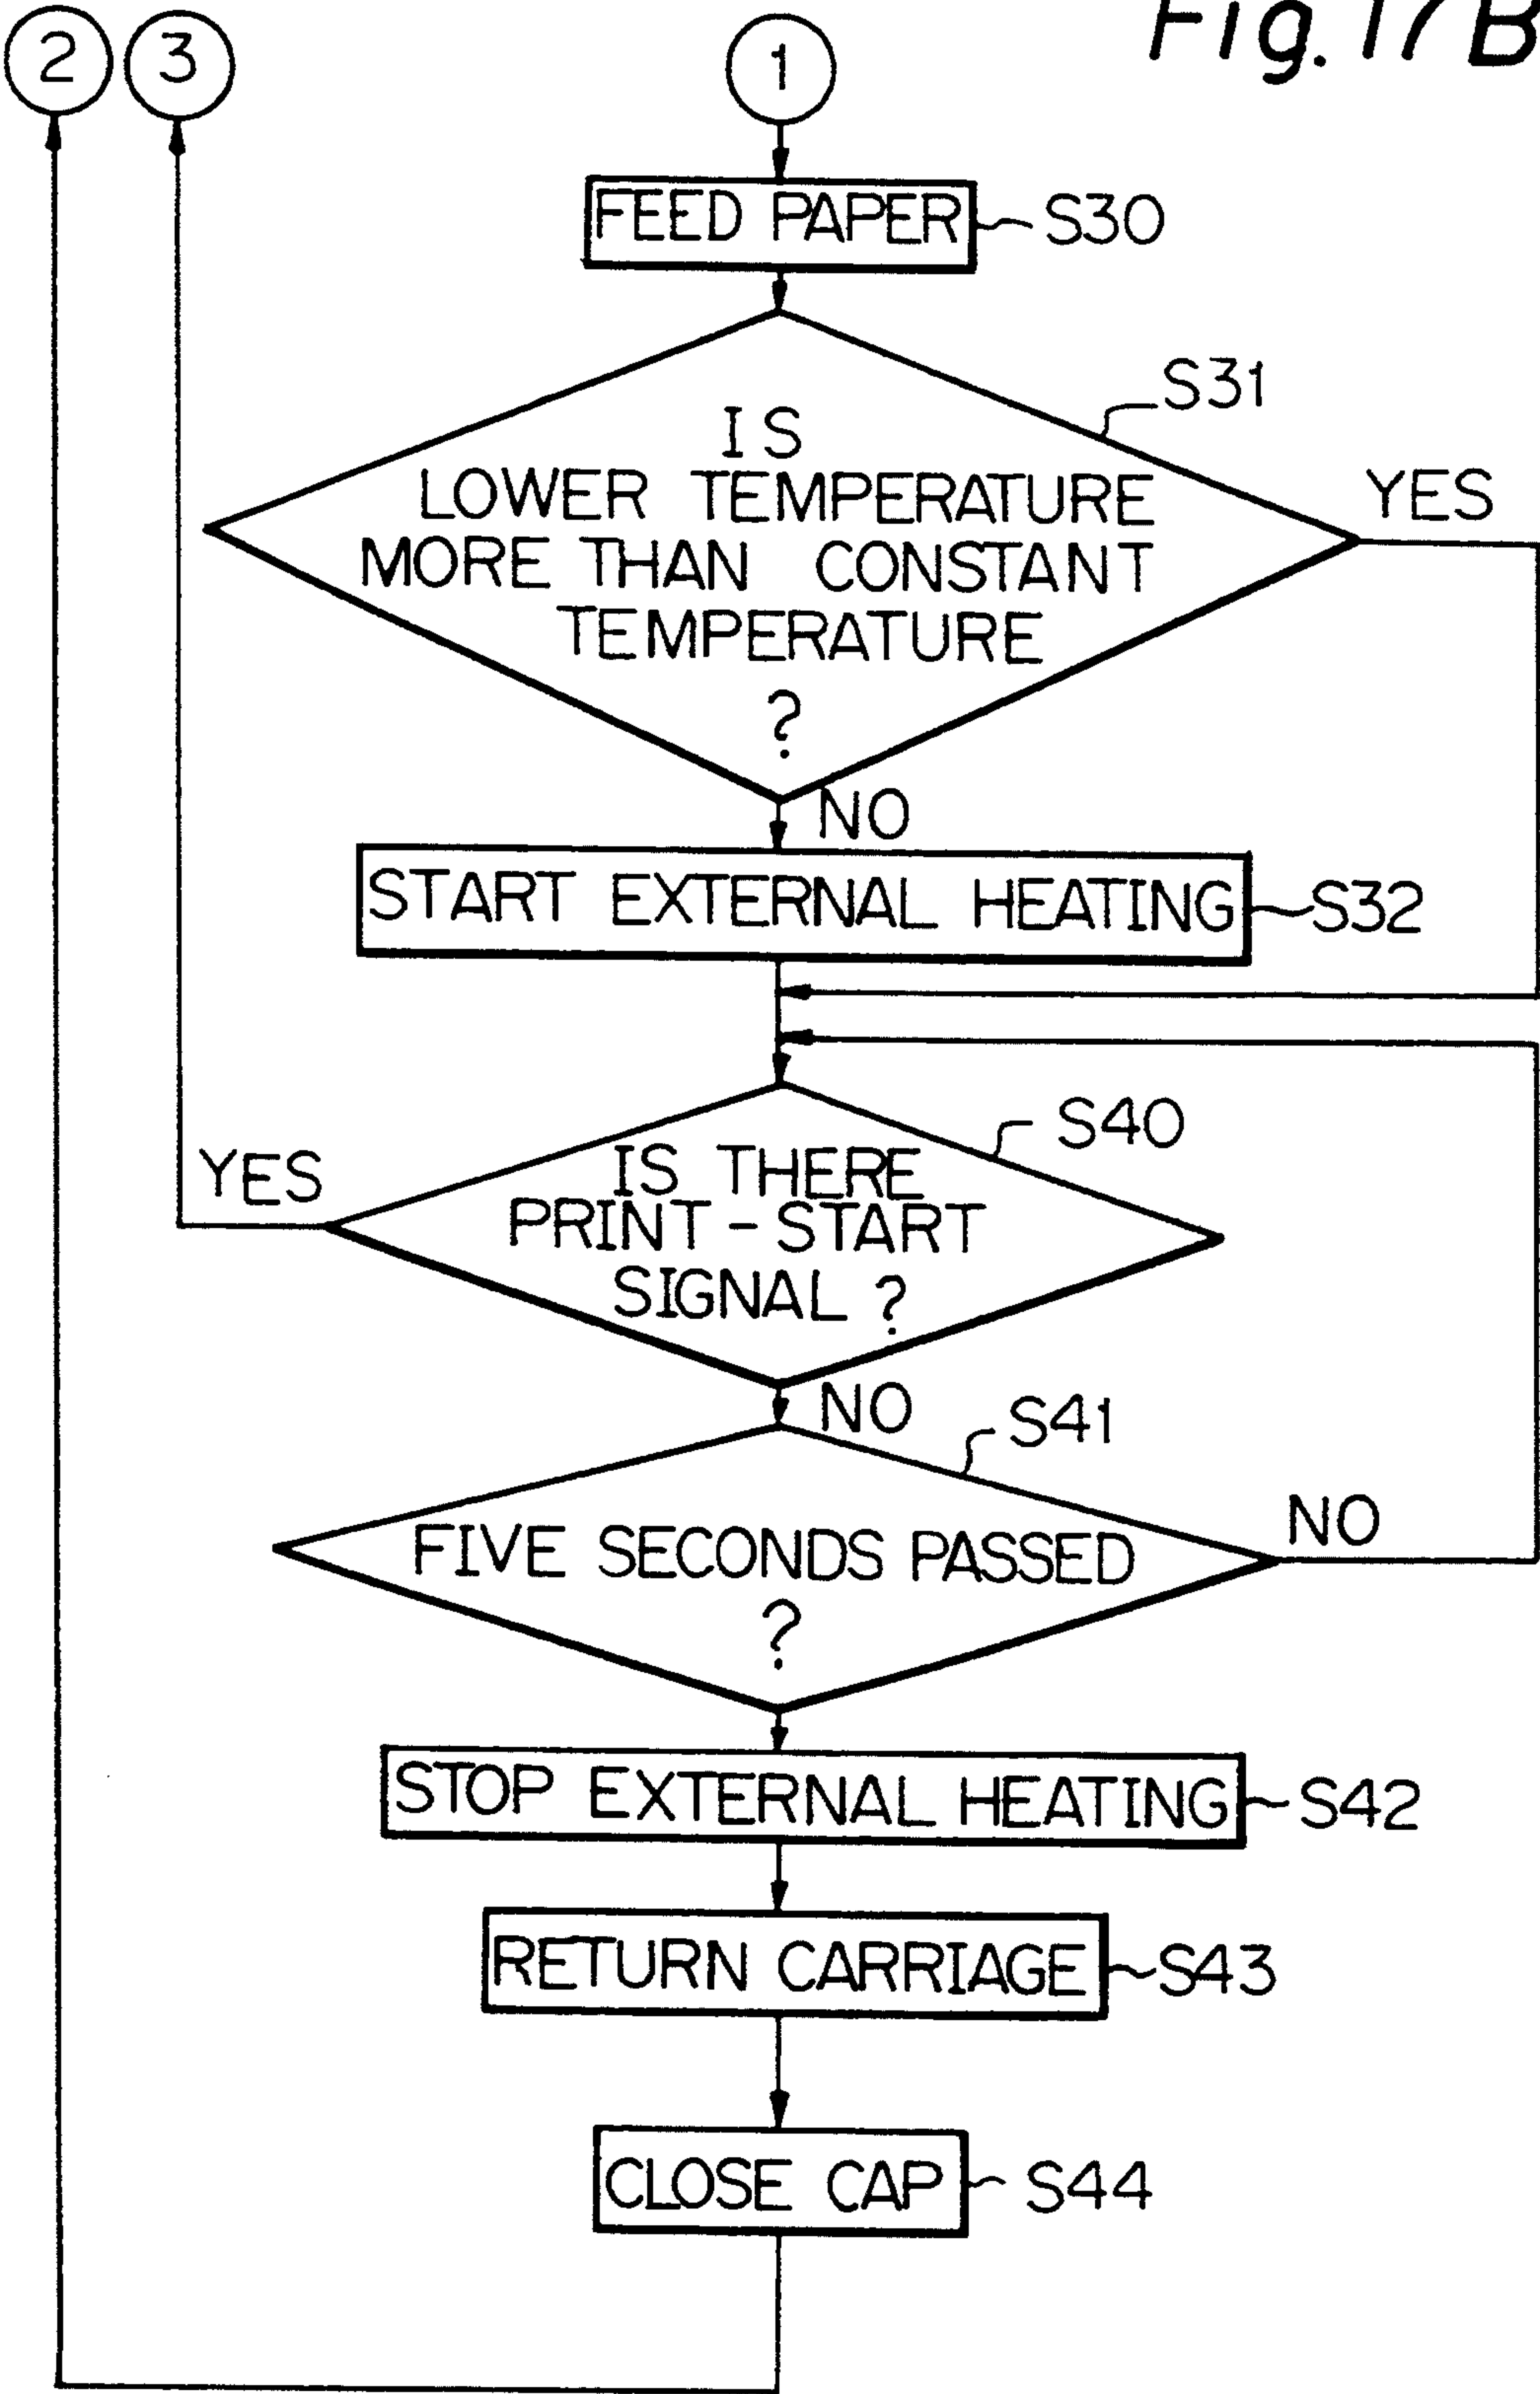 Fig. 17B
2
3
1
FEED PAPER
S30
S31
IS
LOWER TEMPERATURE
MORE THAN CONSTANT
TEMPERATURE
?
YES
NO
START EXTERNAL HEATING
S32
S40
IS THERE
PRINT-START
SIGNAL ?
YES
NO
S41
FIVE SECONDS PASSED
?
NO
STOP EXTERNAL HEATING
S42
RETURN CARRIAGE
S43
CLOSE CAP
S44